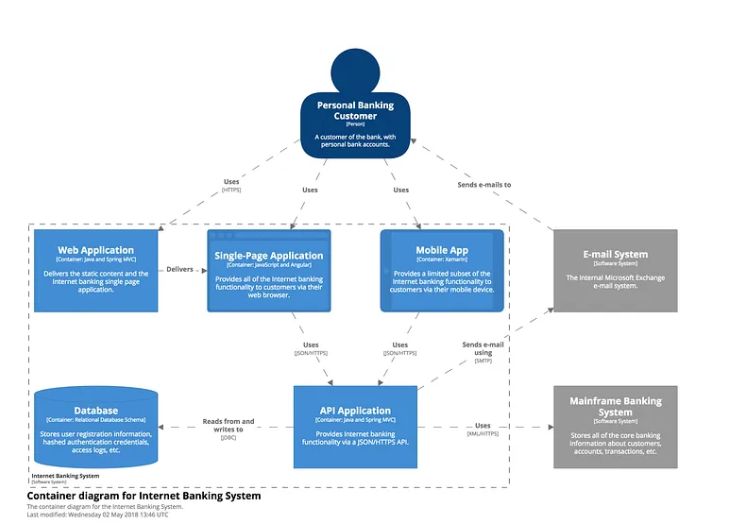 Personal Banking
Customer
[Person]
A customer of the bank, with
personal bank accounts.
Uses
[HTTPS]
Uses
Uses
Sends e-mails to
Web Application
[Container: Java and Spring MVC]
Delivers the static content and the
Internet banking single page
application.
Delivers
Single-Page Application
[Container: JavaScript and Angular]
Provides all of the Internet banking
functionality to customers via their
web browser.
Mobile App
[Container: Xamarin]
Provides a limited subset of the
Internet banking functionality to
customers via their mobile device.
E-mail System
[Software System]
The internal Microsoft Exchange
e-mail system.
Uses
[JSON/HTTPS]
Uses
[JSON/HTTPS]
Sends e-mail
using
[SMTP]
Database
[Container: Relational Database Schema]
Stores user registration information,
hashed authentication credentials,
access logs, etc.
Reads from and
writes to
[JDBC]
API Application
[Container: Java and Spring MVC]
Provides Internet banking
functionality via a JSON/HTTPS API.
Uses
[XML/HTTPS]
Mainframe Banking
System
[Software System]
Stores all of the core banking
information about customers,
accounts, transactions, etc.
Internet Banking System
[Software System]
Container diagram for Internet Banking System
The container diagram for the Internet Banking System.
Last modified: Wednesday 02 May 2018 13:46 UTC